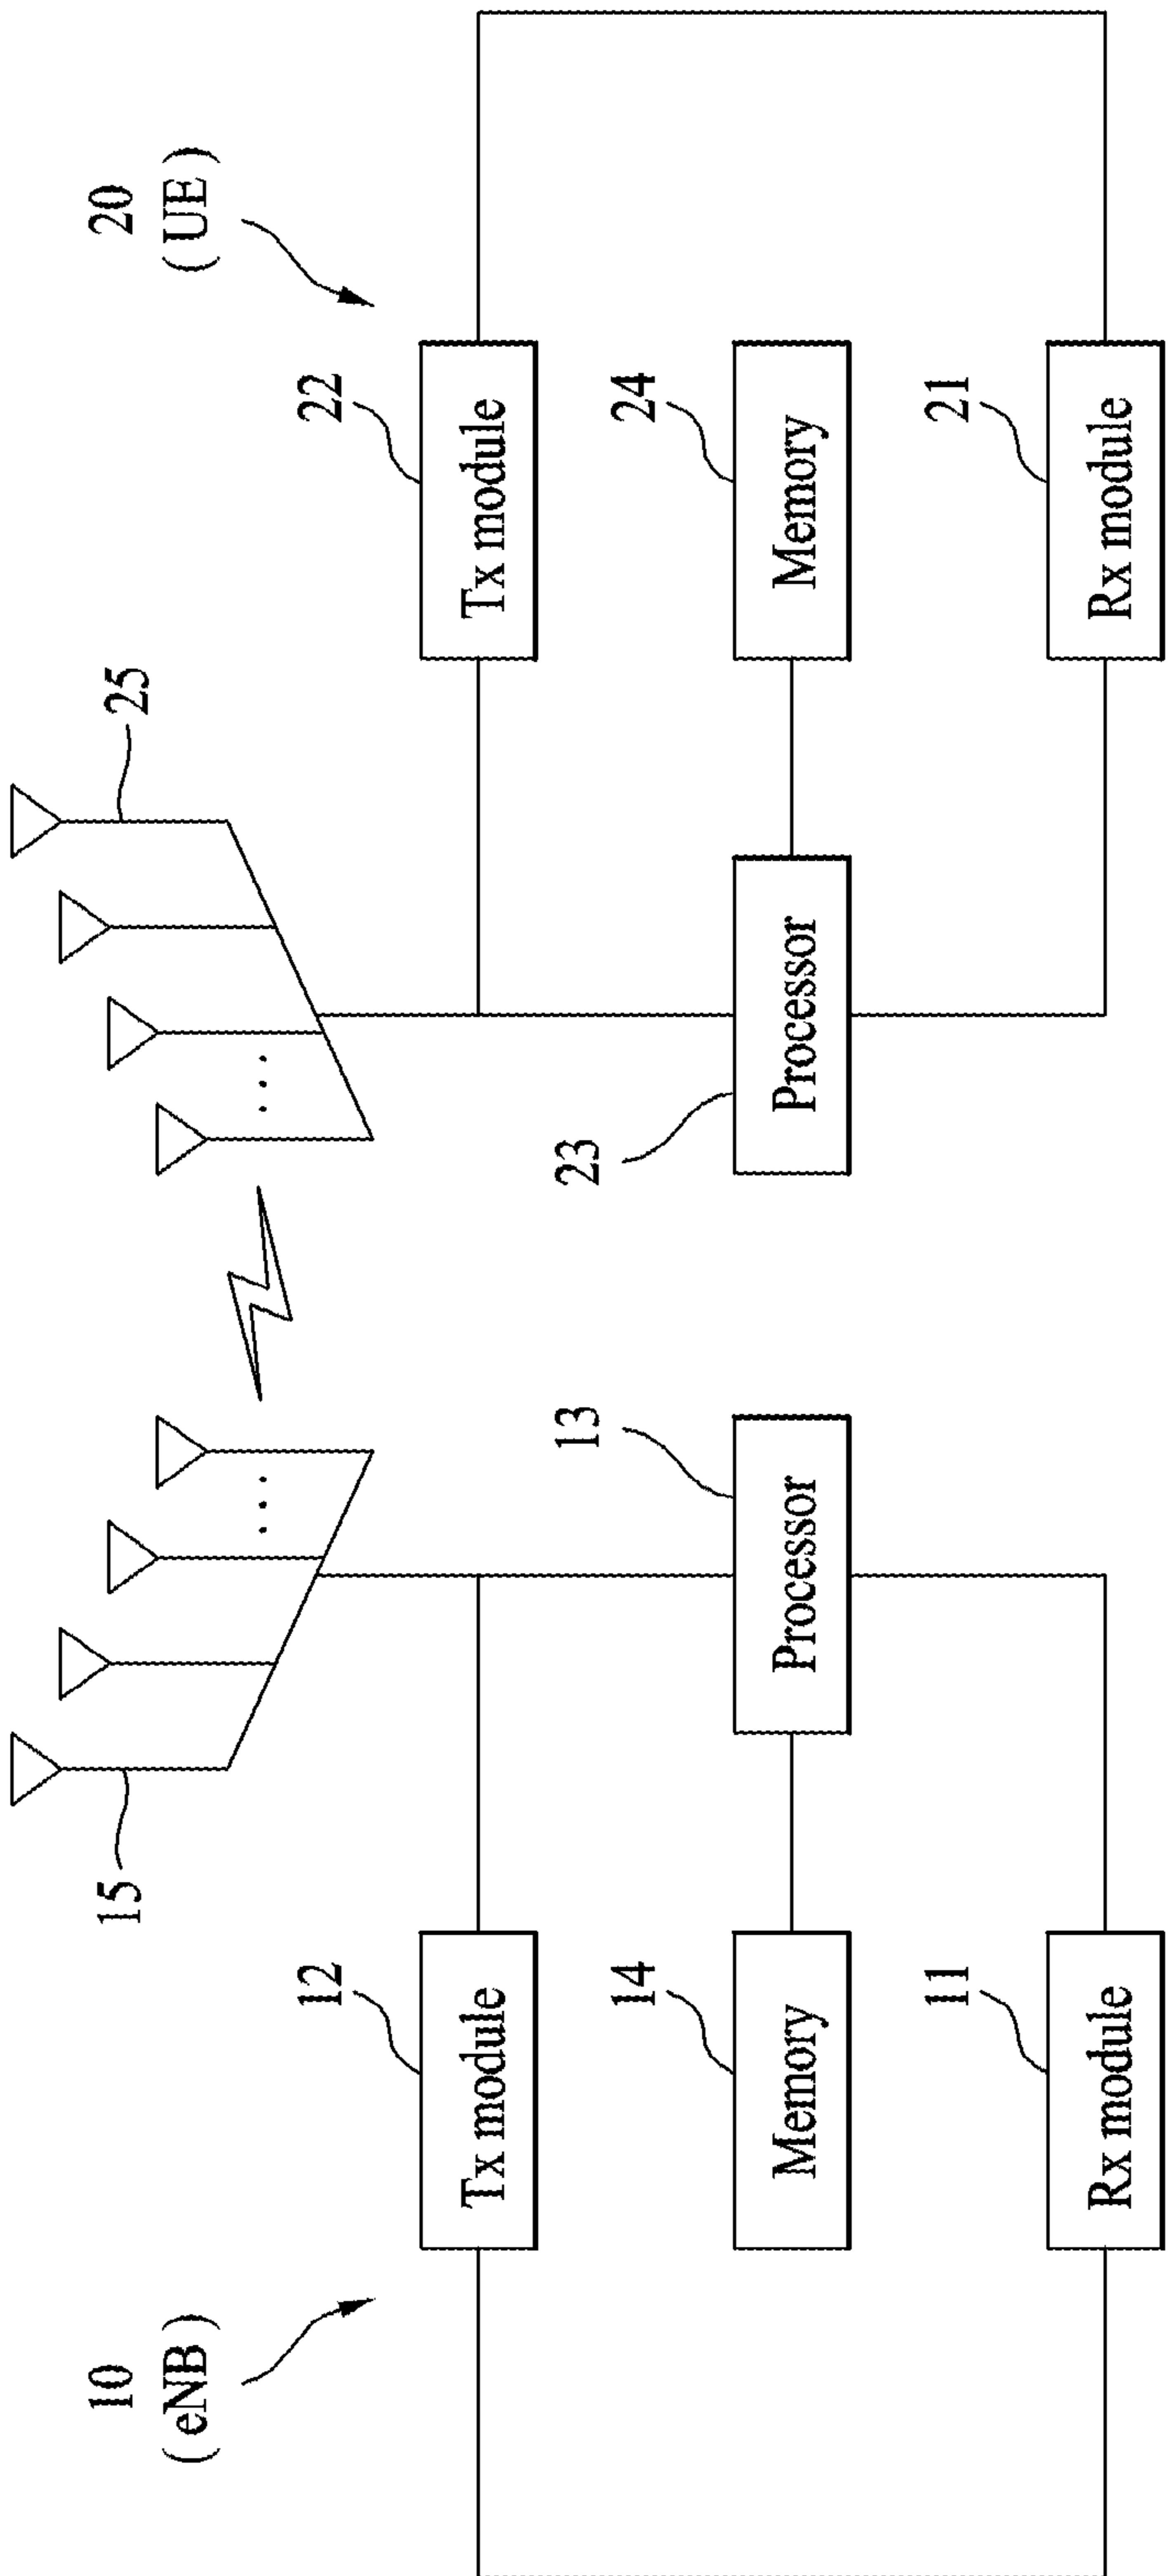 10
( eNB )
20
( UE )
15
25
12
Tx module
22
Tx module
13
Processor
23
Processor
14
Memory
24
Memory
11
Rx module
21
Rx module